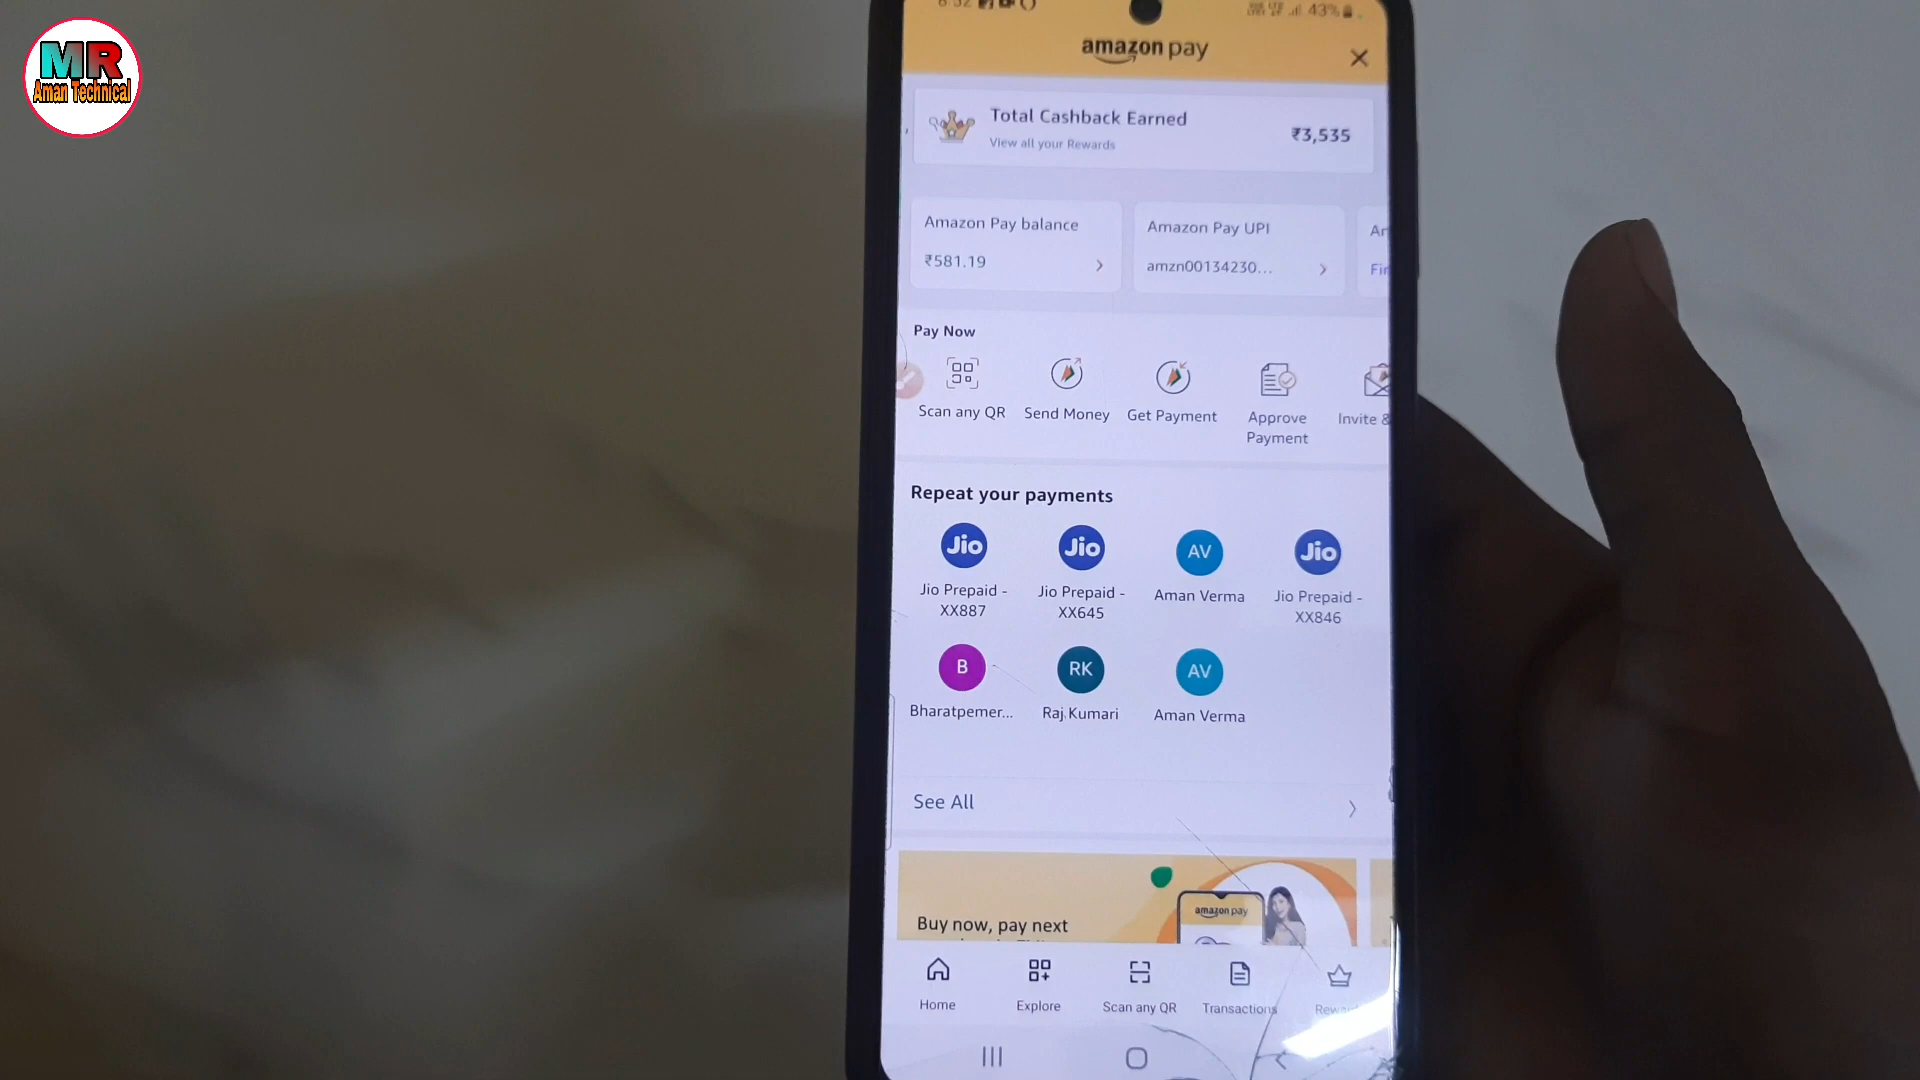 MR
Aman Technical
43%
amazon pay
Total Cashback Earned
₹3,535
View all your Rewards
Amazon Pay balance
₹581.19
Amazon Pay UPI
amzn00134230...
Pay Now
Scan any QR
Send Money
Get Payment
Approve
Payment
Invite &
Repeat your payments
Jio
Jio Prepaid -
XX887
Jio
Jio Prepaid -
XX645
AV
Aman Verma
Jio
Jio Prepaid -
XX846
B
Bharatpemer...
RK
Raj Kumari
AV
Aman Verma
See All
Buy now, pay next
amazon pay
Home
Explore
Scan any QR
Transactions